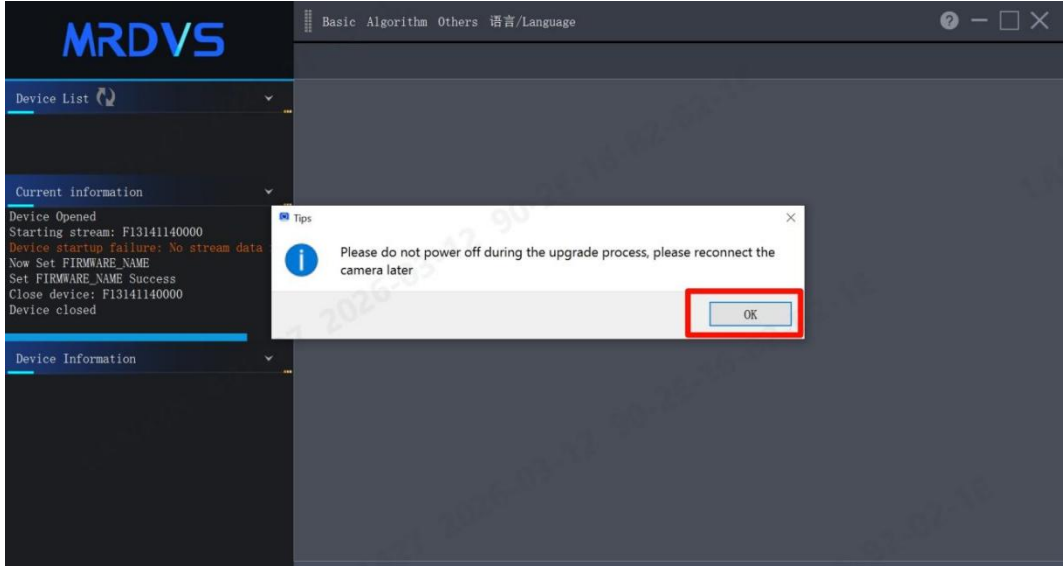 MRDVS
Basic Algorithm Others 语言/Language
Device List
Current information
Device Opened
Starting stream: F13141140000
Device startup failure: No stream data
Now Set FIRMWARE_NAME
Set FIRMWARE_NAME Success
Close device: F13141140000
Device closed
Device Information
Tips
Please do not power off during the upgrade process, please reconnect the
camera later
OK